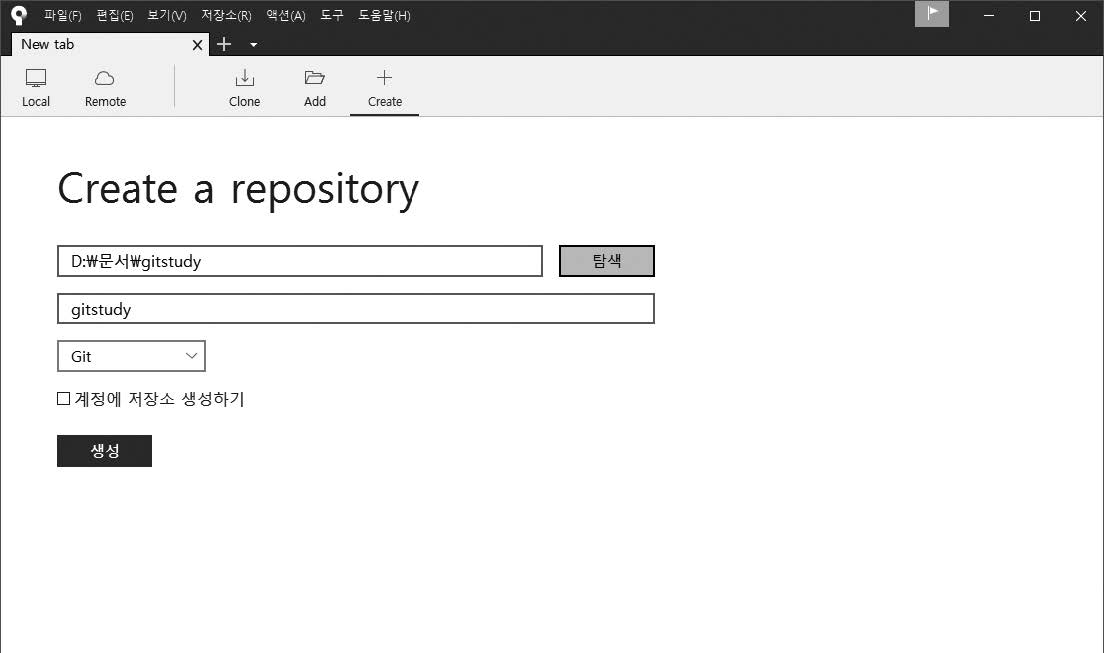 파일(F) 편집(E) 보기(V) 저장소(R) 액션(A) 도구 도움말(H)
New tab
Local Remote Clone Add Create
Create a repository
D:₩문서₩gitstudy 탐색
gitstudy
Git
계정에 저장소 생성하기
생성